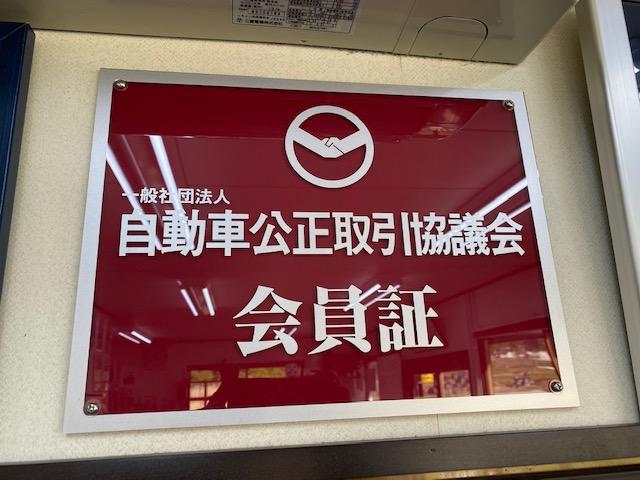 一般社団法人
自動車公正取引協議会
会員証